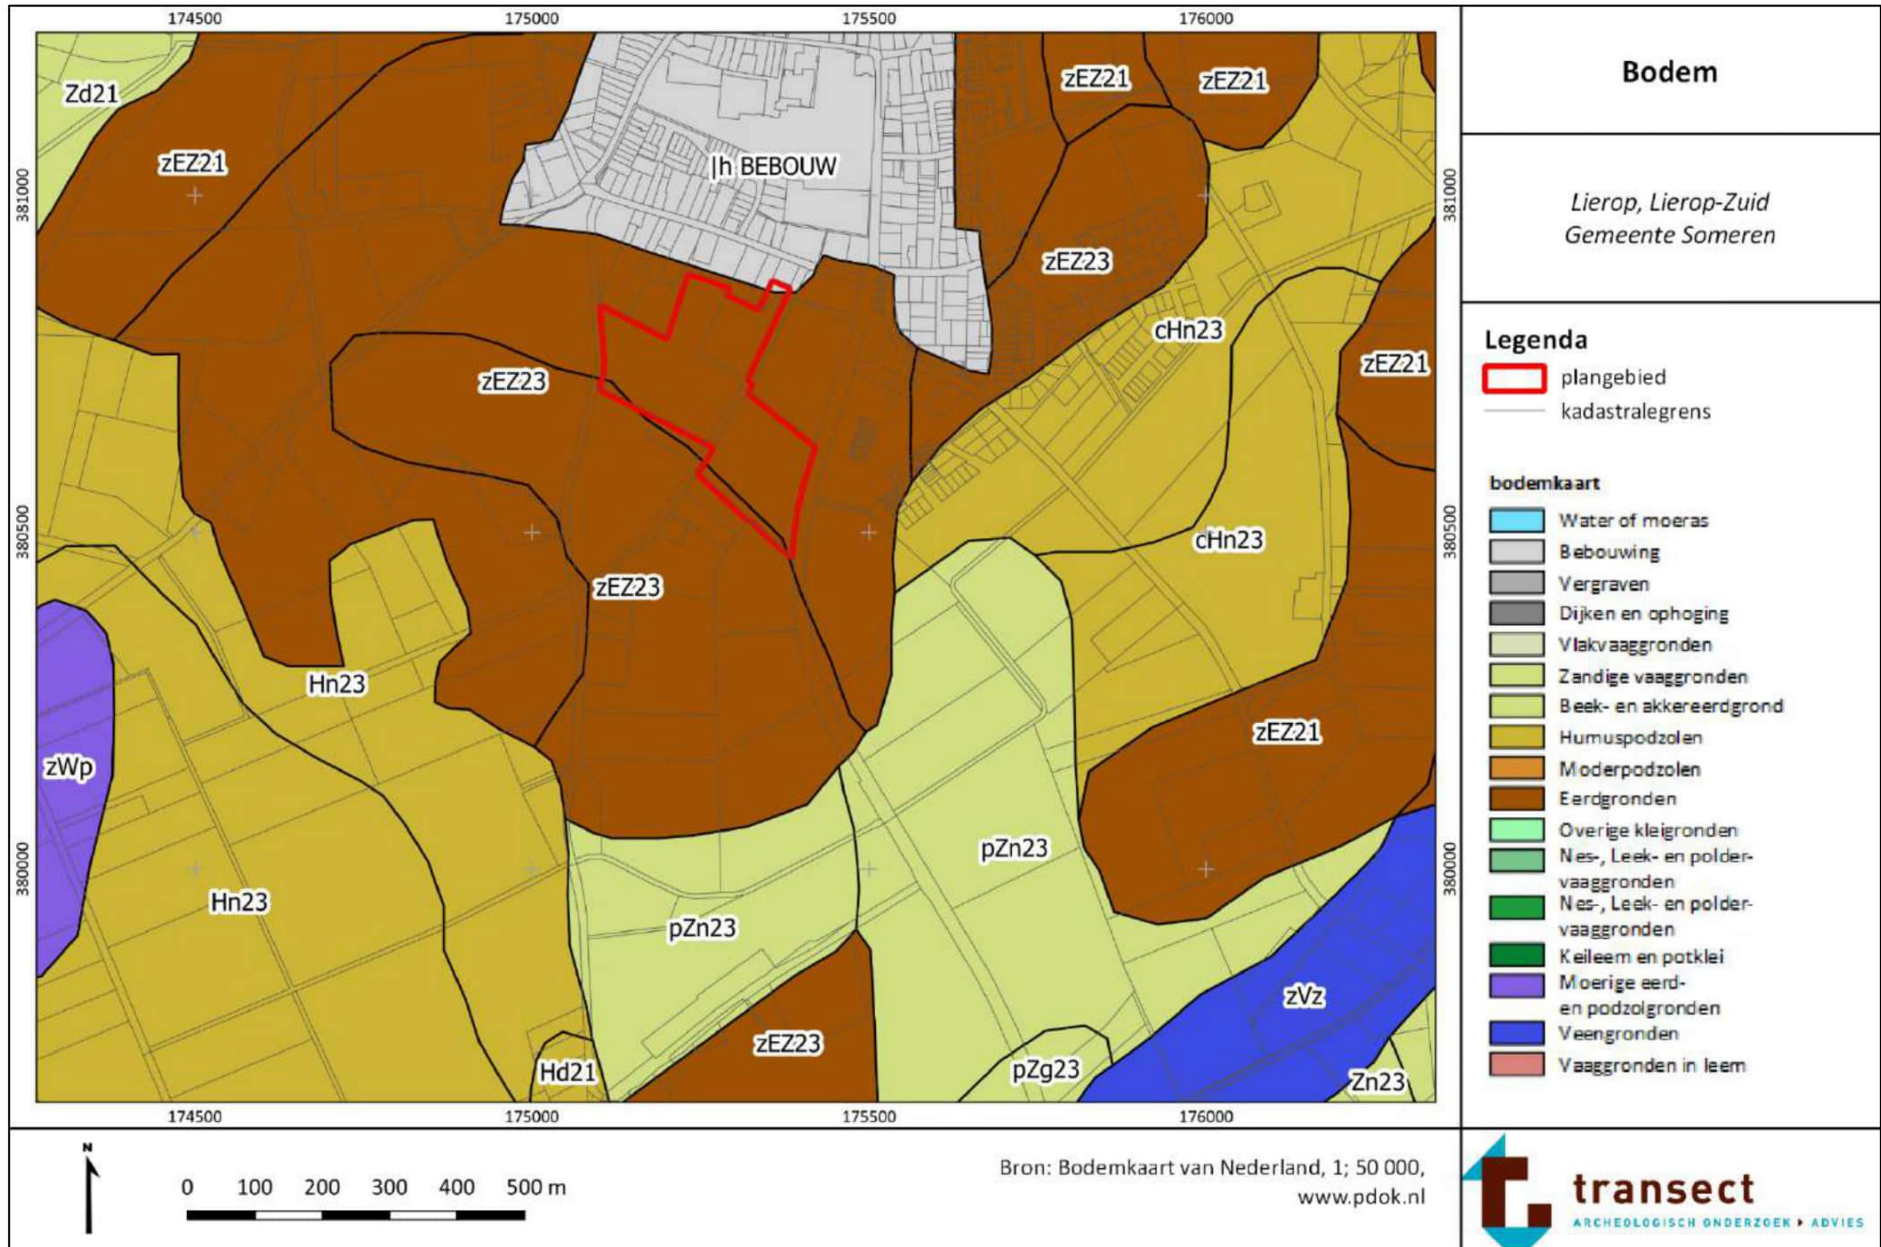 174500 175000 175500 176000
Zd21
zEZ21
zEZ21
zEZ21
|h BEBOUW
381000
381000
zEZ23
cHn23
zEZ23
zEZ21
380500
380500
cHn23
zEZ23
Hn23
zEZ21
zWp
380000
380000
pZn23
Hn23
pZn23
zVz
zEZ23
Hd21
pZg23
Zn23
174500 175000 175500 176000
N
0 100 200 300 400 500 m
Bron: Bodemkaart van Nederland, 1; 50 000,
www.pdok.nl
Bodem
Lierop, Lierop-Zuid
Gemeente Someren
Legenda
plangebied
kadastralegrens
bodemkaart
Water of moeras
Bebouwing
Vergraven
Dijken en ophoging
Vlakvaaggronden
Zandige vaaggronden
Beek- en akkereerdgrond
Humuspodzolen
Moderpodzolen
Eerdgronden
Overige kleigronden
Nes-, Leek- en polder-
vaaggronden
Nes-, Leek- en polder-
vaaggronden
Keileem en potklei
Moerige eerd-
en podzolgronden
Veengronden
Vaaggronden in leem
transect
ARCHEOLOGISCH ONDERZOEK ▸ ADVIES